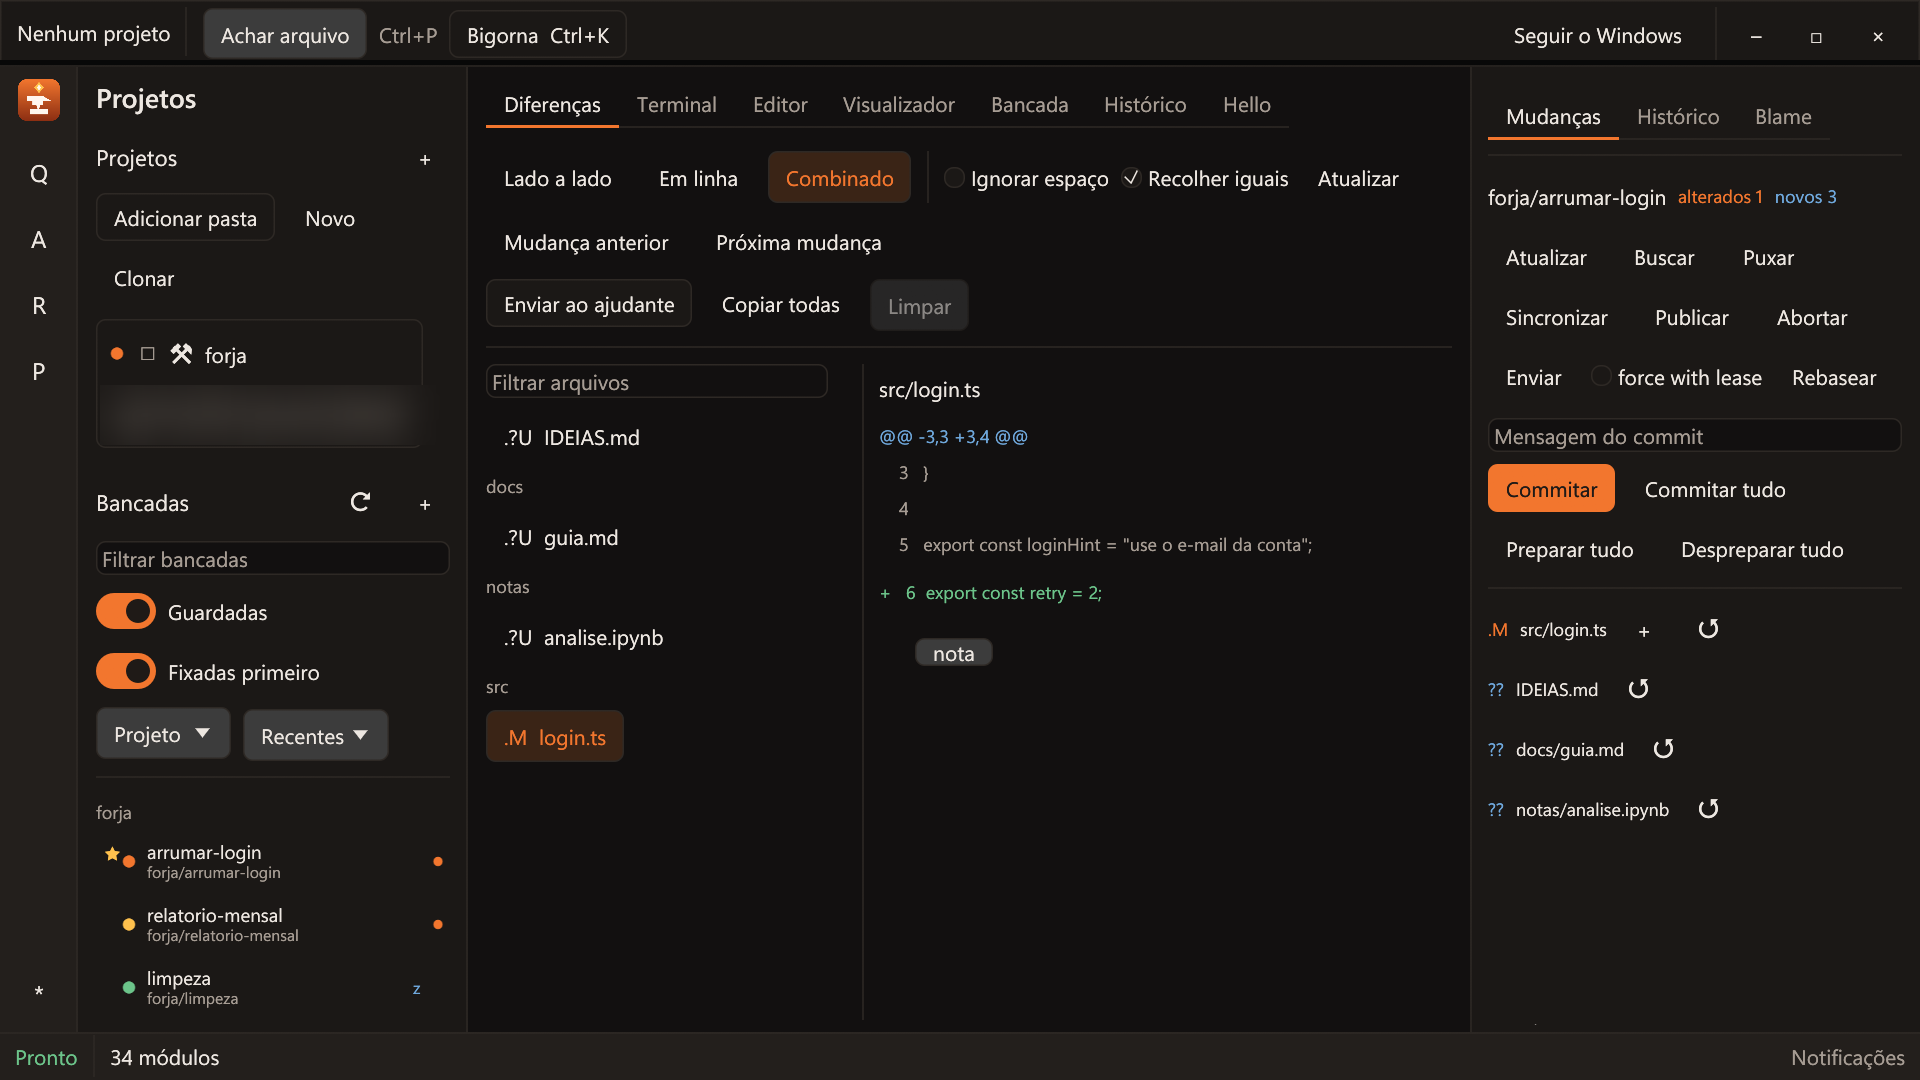 Nenhum projeto
Achar arquivo Ctrl+P
Bigorna Ctrl+K
Seguir o Windows
Q
A
R
P
*
Projetos
Projetos +
Adicionar pasta Novo
Clonar
forja
Bancadas +
Filtrar bancadas
Guardadas
Fixadas primeiro
Projeto Recentes
forja
arrumar-login
forja/arrumar-login
relatorio-mensal
forja/relatorio-mensal
limpeza z
forja/limpeza
Diferenças Terminal Editor Visualizador Bancada Histórico Hello
Lado a lado Em linha Combinado Ignorar espaço Recolher iguais Atualizar
Mudança anterior Próxima mudança
Enviar ao ajudante Copiar todas Limpar
Filtrar arquivos
.?U IDEIAS.md
docs
.?U guia.md
notas
.?U analise.ipynb
src
.M login.ts
src/login.ts
@@ -3,3 +3,4 @@
3 }
4
5 export const loginHint = "use o e-mail da conta";
+ 6 export const retry = 2;
nota
Mudanças Histórico Blame
forja/arrumar-login alterados 1 novos 3
Atualizar Buscar Puxar
Sincronizar Publicar Abortar
Enviar force with lease Rebasear
Mensagem do commit
Commitar Commitar tudo
Preparar tudo Despreparar tudo
.M src/login.ts +
?? IDEIAS.md
?? docs/guia.md
?? notas/analise.ipynb
Pronto 34 módulos
Notificações